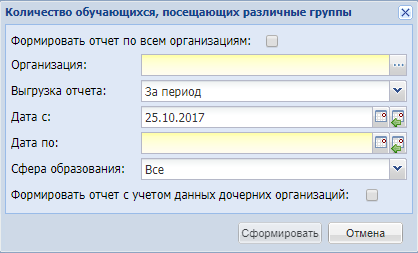 Количество обучающихся, посещающих различные группы
Формировать отчет по всем организациям:
Организация:
Выгрузка отчета: За период
Дата с: 25.10.2017
Дата по:
Сфера образования: Все
Формировать отчет с учетом данных дочерних организаций:
Сформировать Отмена